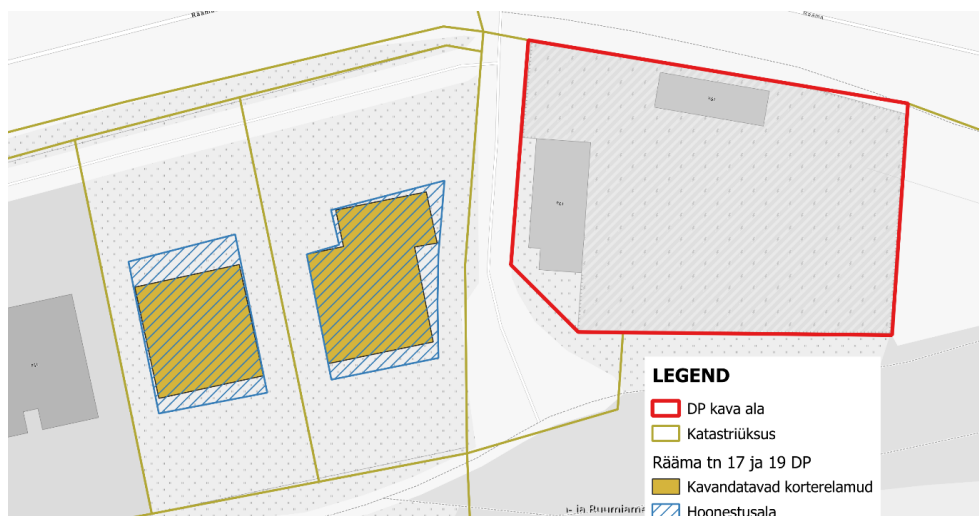 Rääma
Rääma
LEGEND
DP kava ala
Katastriüksus
Rääma tn 17 ja 19 DP
Kavandatavad korterelamud
Hoonestusala